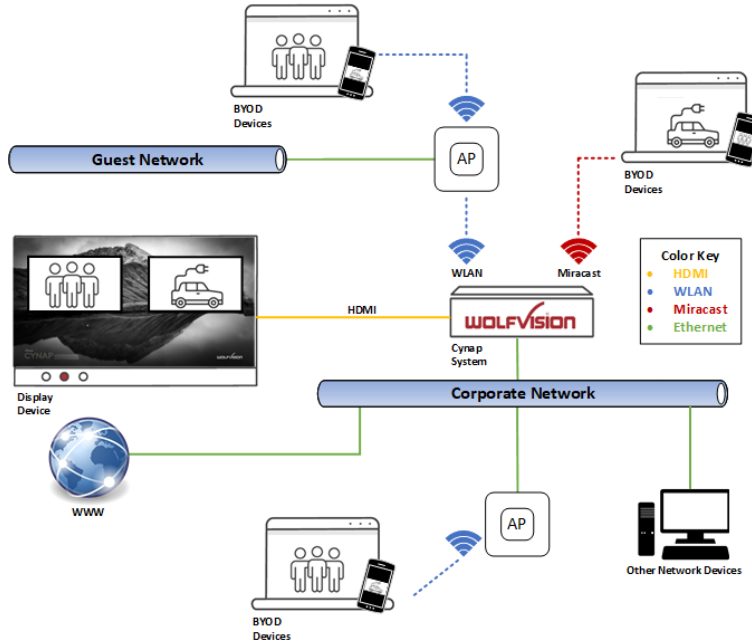 BYOD
Devices
Guest Network
AP
BYOD
Devices
WLAN
Miracast
Color Key
HDMI
WLAN
Miracast
Ethernet
HDMI
WOLFVISION
Cynap
System
CYNAP
WOLFVISION
Display
Device
Corporate Network
WWW
AP
Other Network Devices
BYOD
Devices